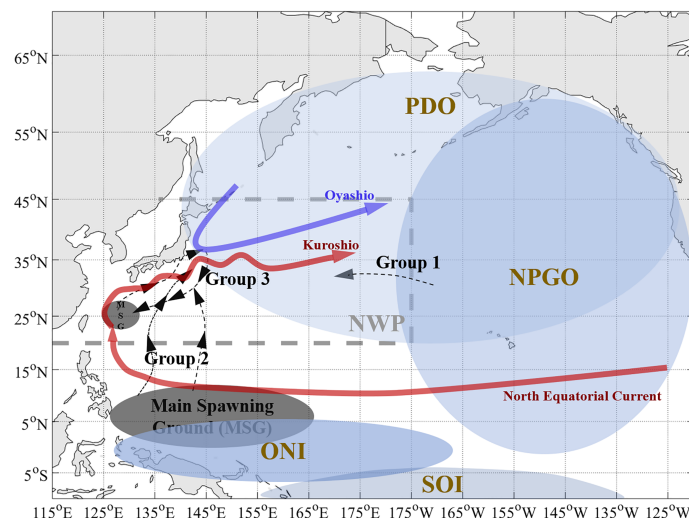 65°N
55°N
45°N
35°N
25°N
15°N
5°N
5°S
PDO
Oyashio
Kuroshio
Group 1
Group 3
NPGO
M
S
G
NWP
Group 2
North Equatorial Current
Main Spawning
Ground (MSG)
ONI
SOI
115°E 125°E 135°E 145°E 155°E 165°E 175°E 175°W 165°W 155°W 145°W 135°W 125°W